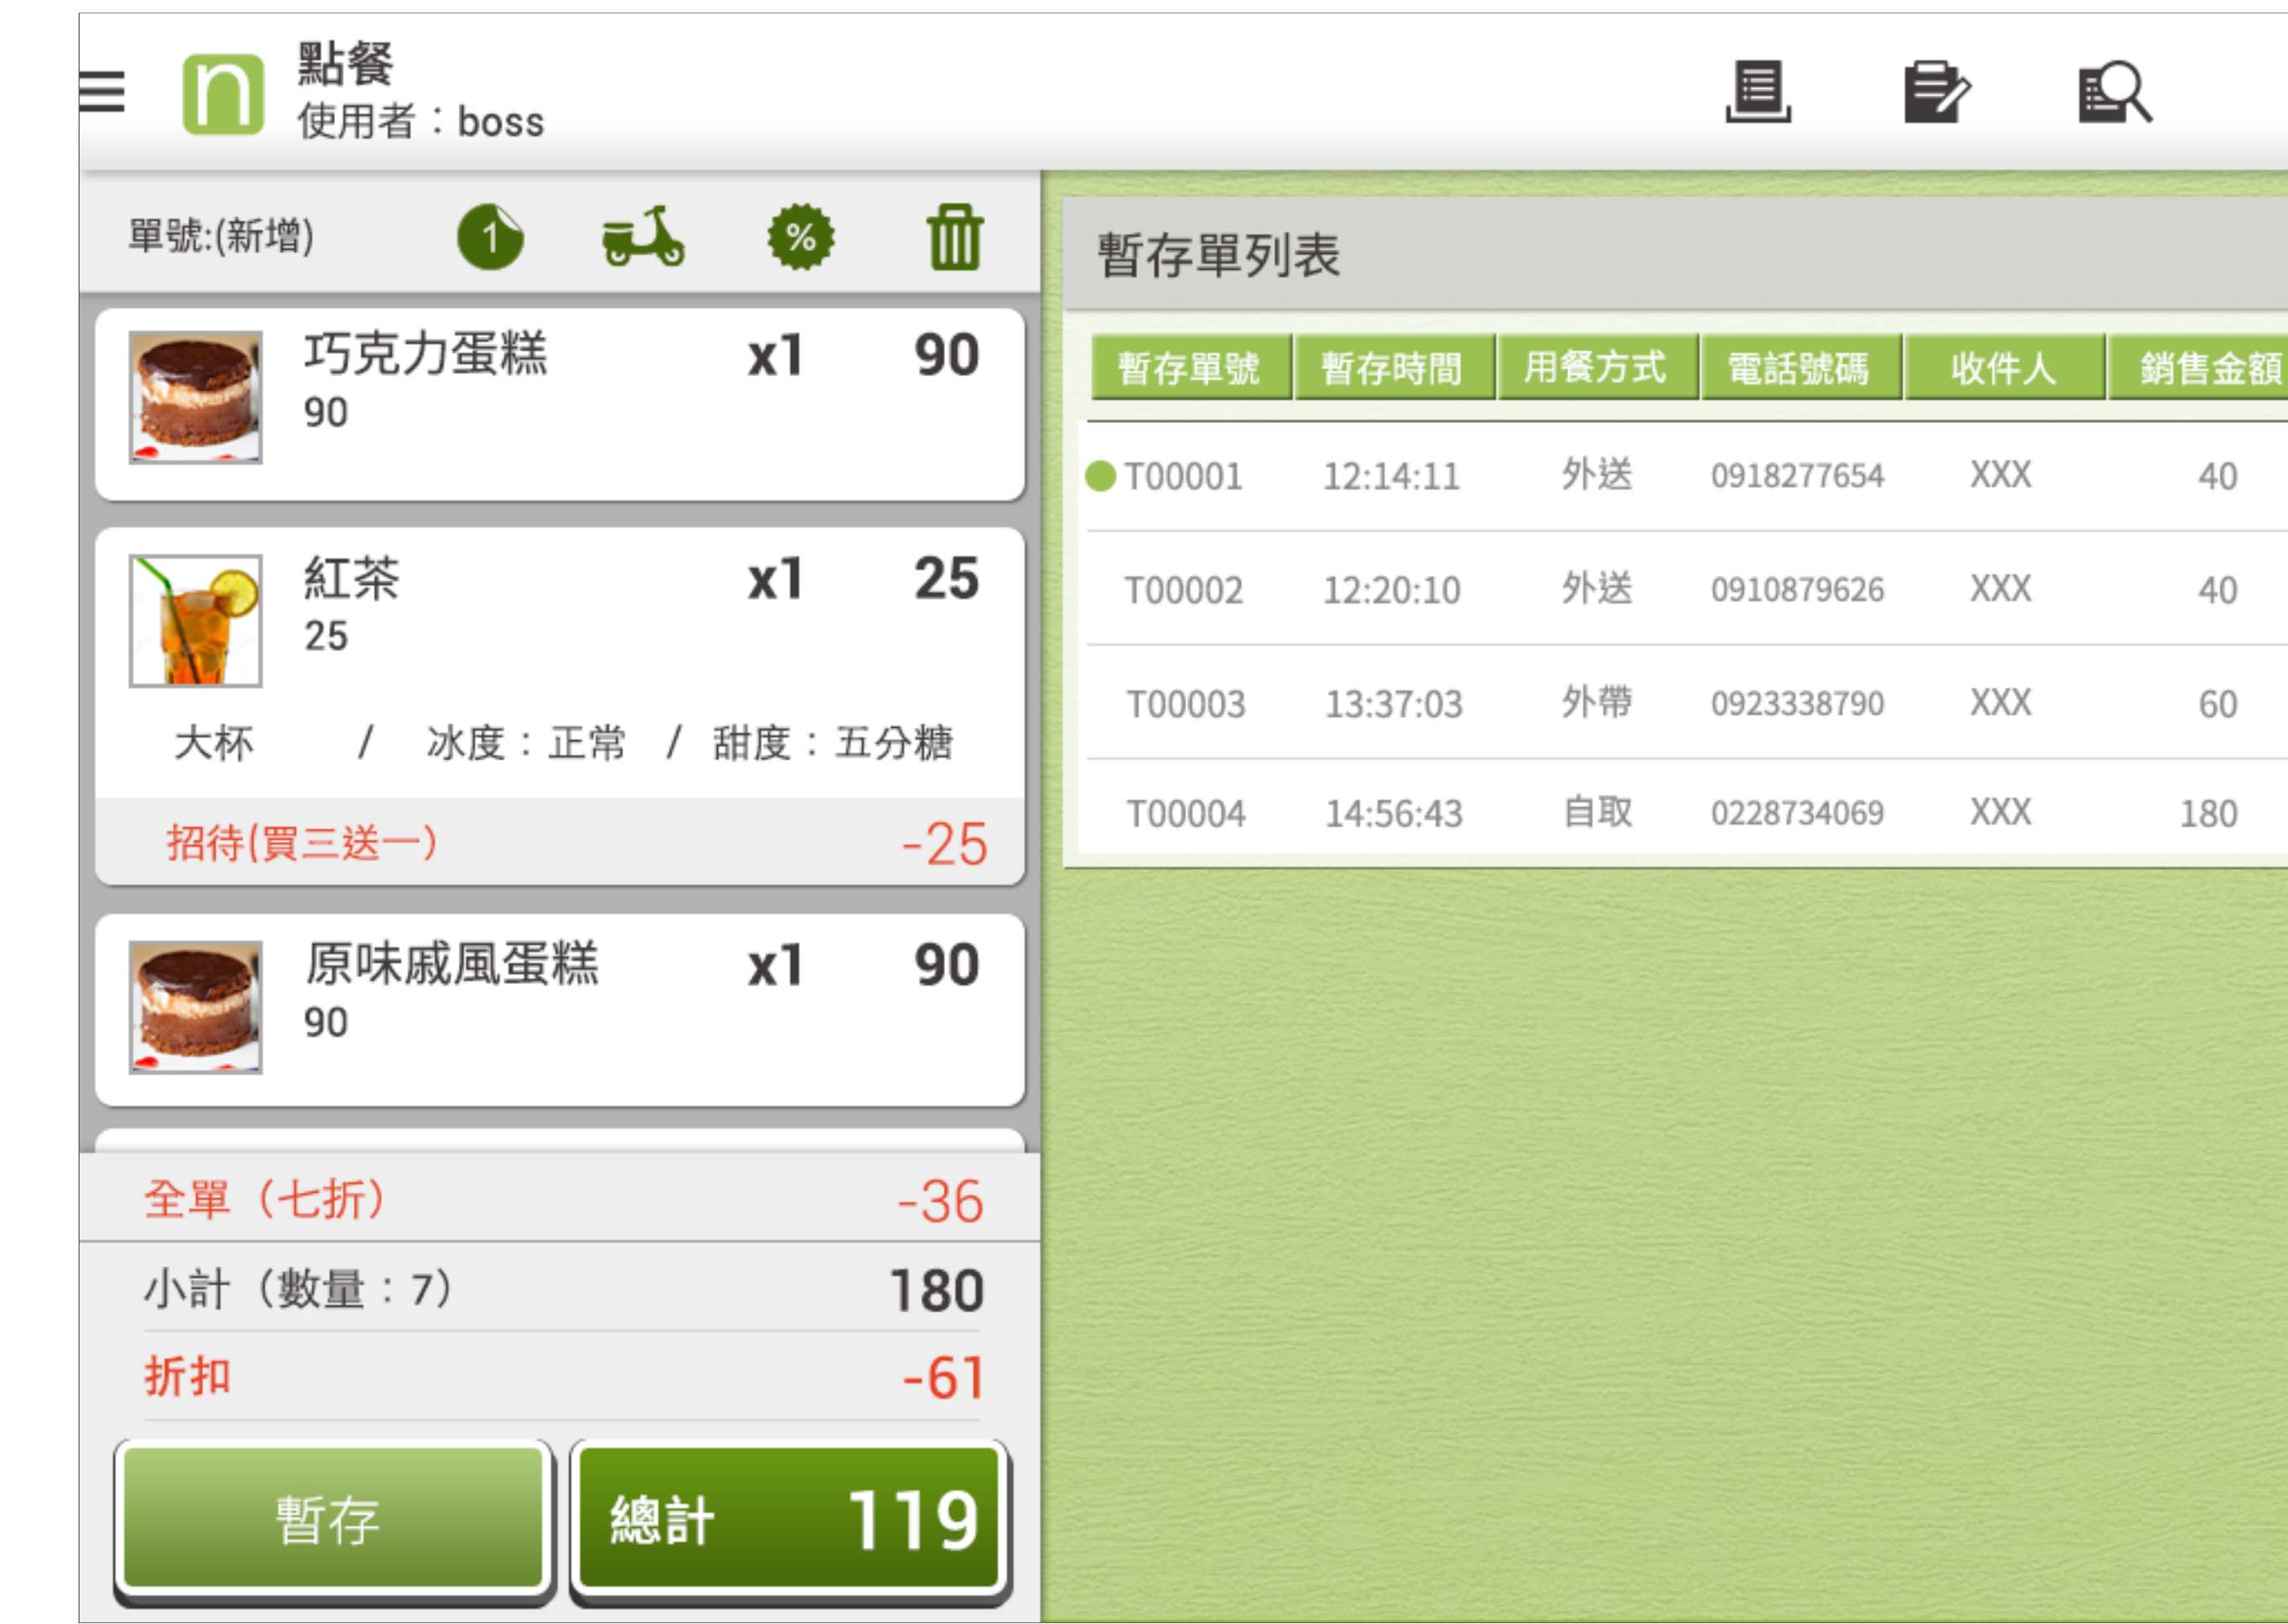 n
點餐
使用者：boss
單號:(新增)
1
%
巧克力蛋糕 x1 90
90
紅茶 x1 25
25
大杯 / 冰度：正常 / 甜度：五分糖
招待(買三送一) -25
原味戚風蛋糕 x1 90
90
全單（七折） -36
小計（數量：7） 180
折扣 -61
暫存
總計 119
暫存單列表
暫存單號 暫存時間 用餐方式 電話號碼 收件人 銷售金額
T00001 12:14:11 外送 0918277654 XXX 40
T00002 12:20:10 外送 0910879626 XXX 40
T00003 13:37:03 外帶 0923338790 XXX 60
T00004 14:56:43 自取 0228734069 XXX 180